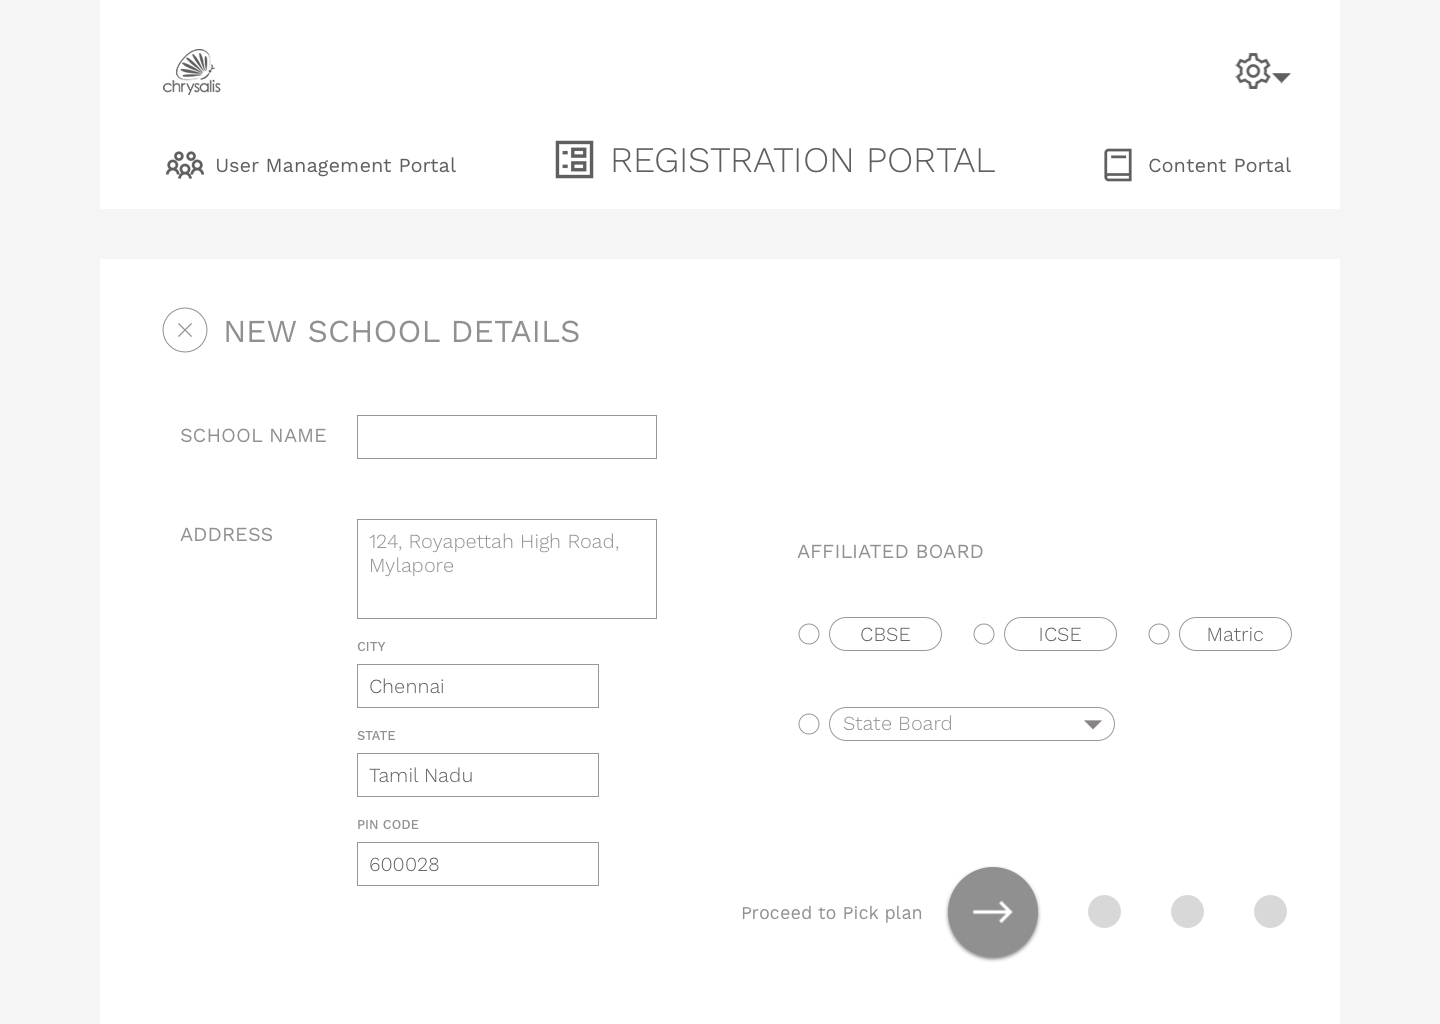 chrysalis
User Management Portal
REGISTRATION PORTAL
Content Portal
NEW SCHOOL DETAILS
SCHOOL NAME
ADDRESS
124, Royapettah High Road,
Mylapore
CITY
Chennai
STATE
Tamil Nadu
PIN CODE
600028
AFFILIATED BOARD
CBSE
ICSE
Matric
State Board
Proceed to Pick plan